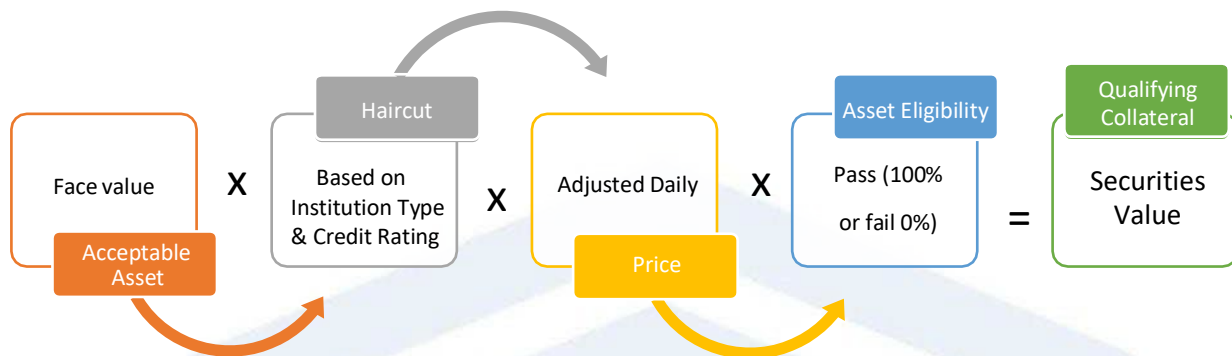 Face value
Acceptable
Asset
x
Haircut
Based on
Institution Type
& Credit Rating
x
Adjusted Daily
Price
x
Asset Eligibility
Pass (100%
or fail 0%)
=
Qualifying
Collateral
Securities
Value